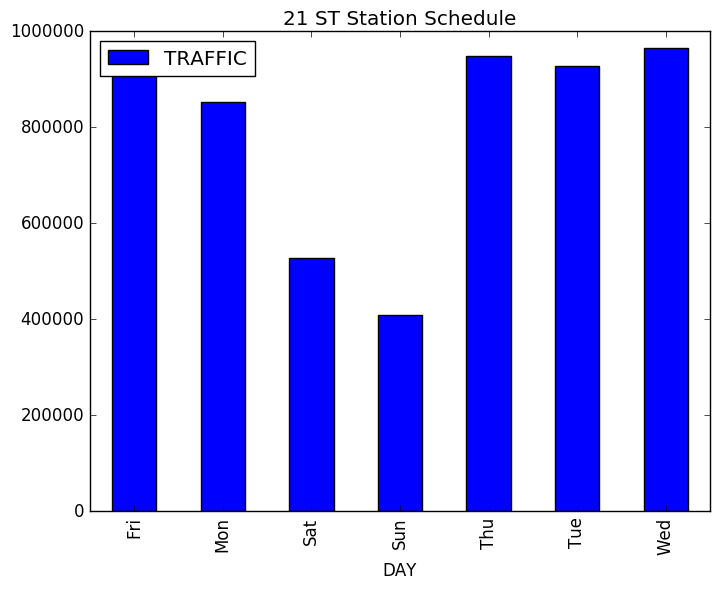 21 ST Station Schedule
TRAFFIC
1000000
800000
600000
400000
200000
0
Fri
Mon
Sat
Sun
Thu
Tue
Wed
DAY